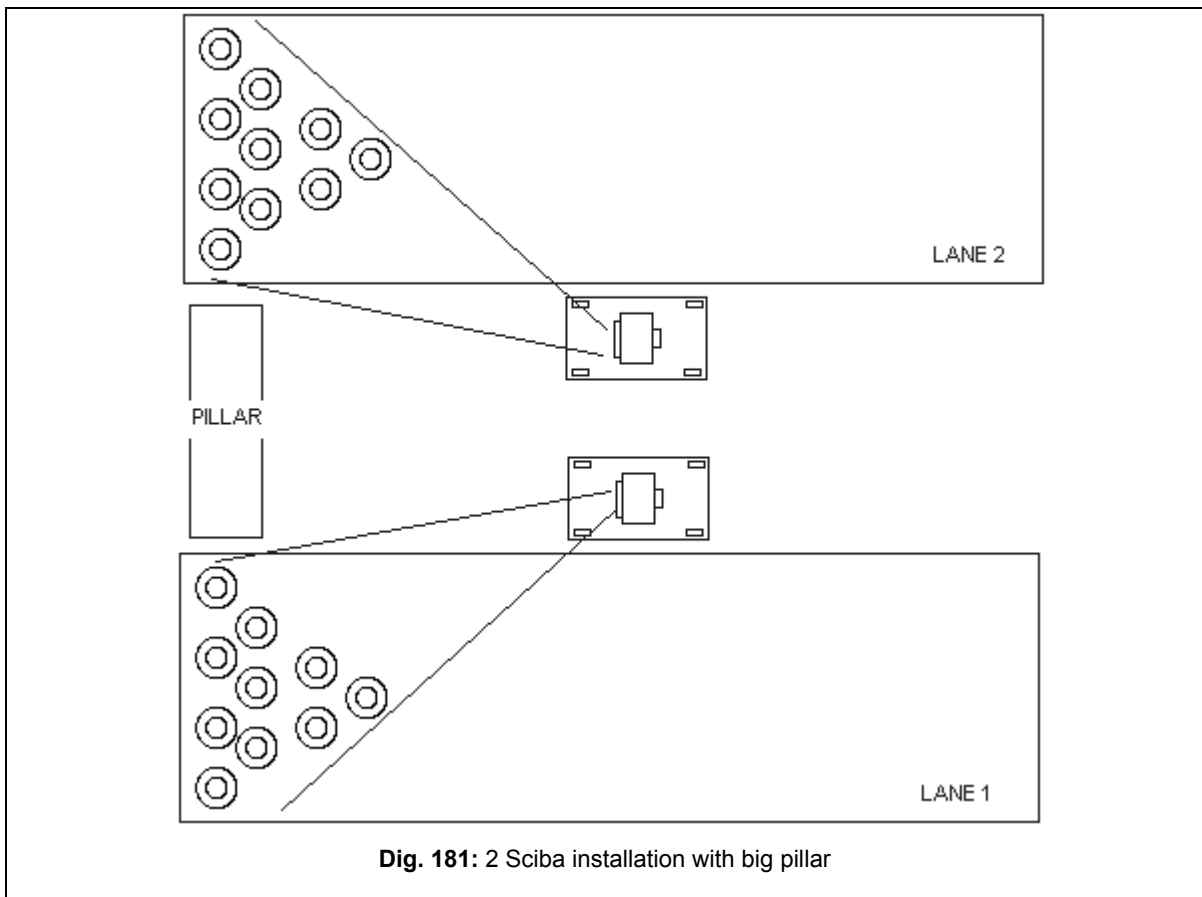 LANE 2
PILLAR
LANE 1
Dig. 181: 2 Sciba installation with big pillar